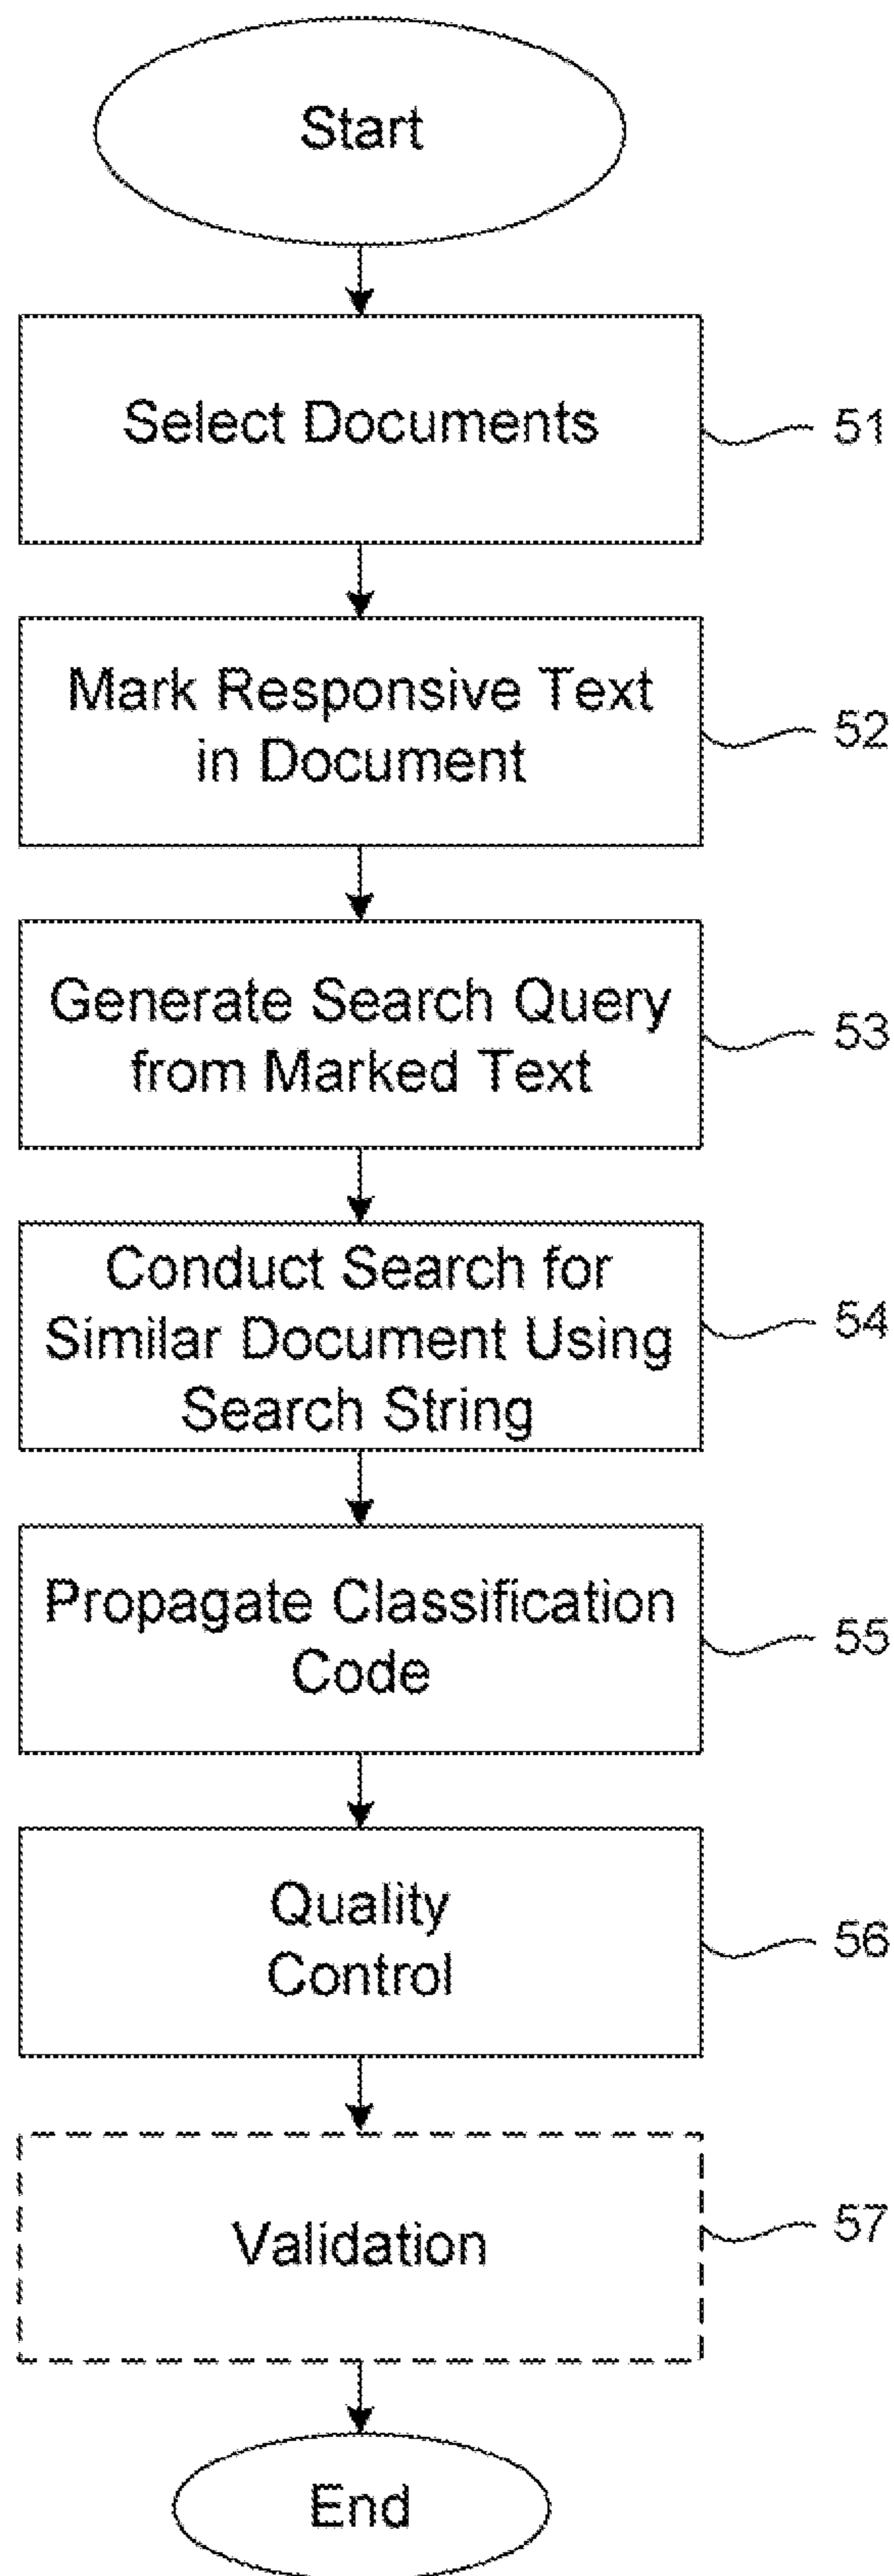 Start
Select Documents
51
Mark Responsive Text
in Document
52
Generate Search Query
from Marked Text
53
Conduct Search for
Similar Document Using
Search String
54
Propagate Classification
Code
55
Quality
Control
56
Validation
57
End